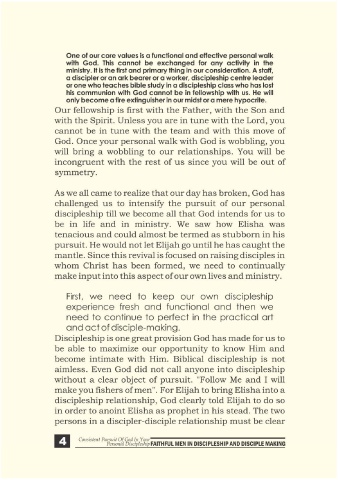 One of our core values is a functional and effective personal walk
with God. This cannot be exchanged for any activity in the
ministry. It is the first and primary thing in our consideration. A staff,
a discipler or an ark bearer or a worker, discipleship centre leader
or one who teaches bible study in a discipleship class who has lost
his communion with God cannot be in fellowship with us. He will
only become a fire extinguisher in our midst or a mere hypocrite.
Our fellowship is first with the Father, with the Son and
with the Spirit. Unless you are in tune with the Lord, you
cannot be in tune with the team and with this move of
God. Once your personal walk with God is wobbling, you
will bring a wobbling to our relationships. You will be
incongruent with the rest of us since you will be out of
symmetry.
As we all came to realize that our day has broken, God has
challenged us to intensify the pursuit of our personal
discipleship till we become all that God intends for us to
be in life and in ministry. We saw how Elisha was
tenacious and could almost be termed as stubborn in his
pursuit. He would not let Elijah go until he has caught the
mantle. Since this revival is focused on raising disciples in
whom Christ has been formed, we need to continually
make input into this aspect of our own lives and ministry.
First, we need to keep our own discipleship
experience fresh and functional and then we
need to continue to perfect in the practical art
and act of disciple-making.
Discipleship is one great provision God has made for us to
be able to maximize our opportunity to know Him and
become intimate with Him. Biblical discipleship is not
aimless. Even God did not call anyone into discipleship
without a clear object of pursuit. "Follow Me and I will
make you fishers of men". For Elijah to bring Elisha into a
discipleship relationship, God clearly told Elijah to do so
in order to anoint Elisha as prophet in his stead. The two
persons in a discipler-disciple relationship must be clear
4
Consistent Pursuit Of God In Your
Personal Discipleship FAITHFUL MEN IN DISCIPLESHIP AND DISCIPLE MAKING